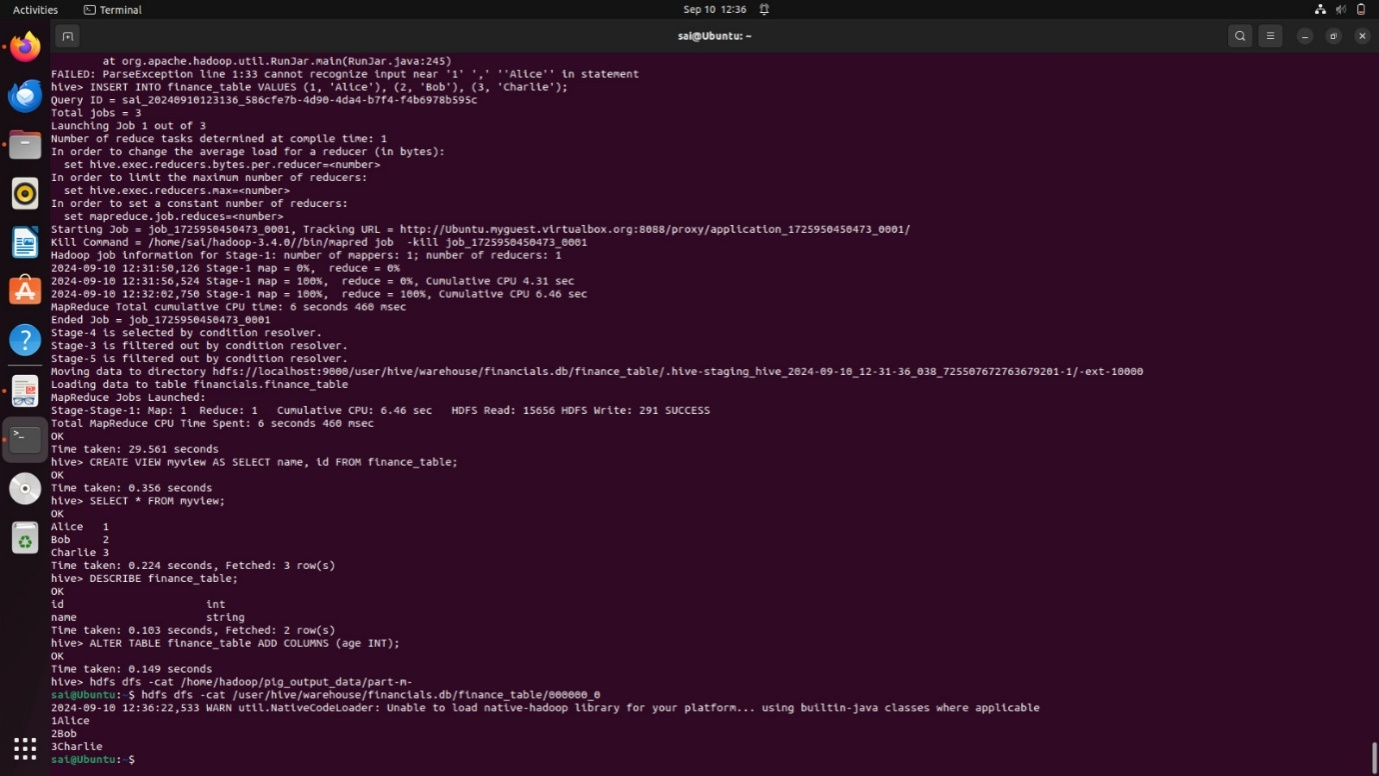 Activities Terminal Sep 10 12:36
sai@Ubuntu: ~
at org.apache.hadoop.util.RunJar.main(RunJar.java:245)
FAILED: ParseException line 1:33 cannot recognize input near '1' ',' ''Alice'' in statement
hive> INSERT INTO finance_table VALUES (1, 'Alice'), (2, 'Bob'), (3, 'Charlie');
Query ID = sai_20240910123136_586cfe7b-4d90-4da4-b7f4-f4b6978b595c
Total jobs = 3
Launching Job 1 out of 3
Number of reduce tasks determined at compile time: 1
In order to change the average load for a reducer (in bytes):
set hive.exec.reducers.bytes.per.reducer=<number>
In order to limit the maximum number of reducers:
set hive.exec.reducers.max=<number>
In order to set a constant number of reducers:
set mapreduce.job.reduces=<number>
Starting Job = job_1725950450473_0001, Tracking URL = http://Ubuntu.myguest.virtualbox.org:8088/proxy/application_1725950450473_0001/
Kill Command = /home/sai/hadoop-3.4.0//bin/mapred job -kill job_1725950450473_0001
Hadoop job information for Stage-1: number of mappers: 1; number of reducers: 1
2024-09-10 12:31:50,126 Stage-1 map = 0%, reduce = 0%
2024-09-10 12:31:56,524 Stage-1 map = 100%, reduce = 0%, Cumulative CPU 4.31 sec
2024-09-10 12:32:02,750 Stage-1 map = 100%, reduce = 100%, Cumulative CPU 6.46 sec
MapReduce Total cumulative CPU time: 6 seconds 460 msec
Ended Job = job_1725950450473_0001
Stage-4 is selected by condition resolver.
Stage-3 is filtered out by condition resolver.
Stage-5 is filtered out by condition resolver.
Moving data to directory hdfs://localhost:9000/user/hive/warehouse/financials.db/finance_table/.hive-staging_hive_2024-09-10_12-31-36_038_725507672763679201-1/-ext-10000
Loading data to table financials.finance_table
MapReduce Jobs Launched:
Stage-Stage-1: Map: 1 Reduce: 1 Cumulative CPU: 6.46 sec HDFS Read: 15656 HDFS Write: 291 SUCCESS
Total MapReduce CPU Time Spent: 6 seconds 460 msec
OK
Time taken: 29.561 seconds
hive> CREATE VIEW myview AS SELECT name, id FROM finance_table;
OK
Time taken: 0.356 seconds
hive> SELECT * FROM myview;
OK
Alice 1
Bob 2
Charlie 3
Time taken: 0.224 seconds, Fetched: 3 row(s)
hive> DESCRIBE finance_table;
OK
id int
name string
Time taken: 0.103 seconds, Fetched: 2 row(s)
hive> ALTER TABLE finance_table ADD COLUMNS (age INT);
OK
Time taken: 0.149 seconds
hive> hdfs dfs -cat /home/hadoop/pig_output_data/part-m-
sai@Ubuntu:~$ hdfs dfs -cat /user/hive/warehouse/financials.db/finance_table/000000_0
2024-09-10 12:36:22,533 WARN util.NativeCodeLoader: Unable to load native-hadoop library for your platform... using builtin-java classes where applicable
1Alice
2Bob
3Charlie
sai@Ubuntu:~$